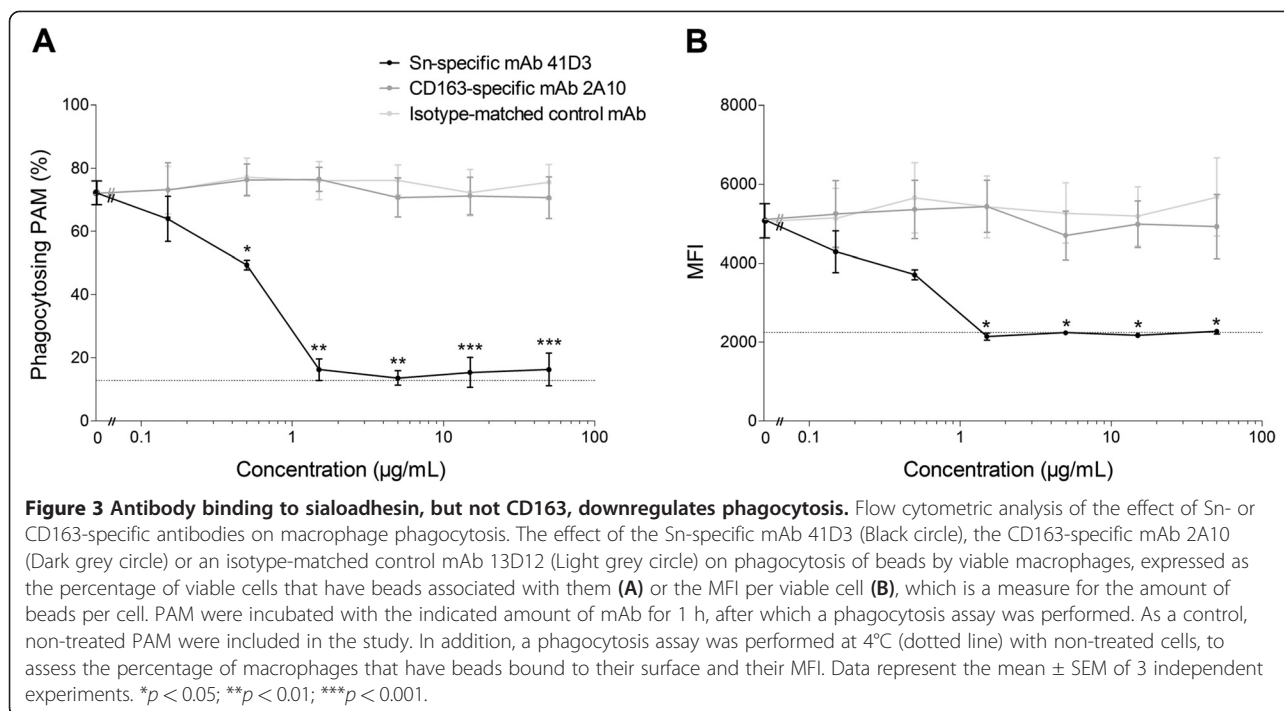 A
B
Sn-specific mAb 41D3
CD163-specific mAb 2A10
Isotype-matched control mAb
Phagocytosing PAM (%)
100
80
60
40
20
0
*
**
**
***
***
0
0.1
1
10
100
Concentration (µg/mL)
MFI
8000
6000
4000
2000
0
*
*
*
*
0
0.1
1
10
100
Concentration (µg/mL)
Figure 3 Antibody binding to sialoadhesin, but not CD163, downregulates phagocytosis. Flow cytometric analysis of the effect of Sn- or
CD163-specific antibodies on macrophage phagocytosis. The effect of the Sn-specific mAb 41D3 (Black circle), the CD163-specific mAb 2A10
(Dark grey circle) or an isotype-matched control mAb 13D12 (Light grey circle) on phagocytosis of beads by viable macrophages, expressed as
the percentage of viable cells that have beads associated with them (A) or the MFI per viable cell (B), which is a measure for the amount of
beads per cell. PAM were incubated with the indicated amount of mAb for 1 h, after which a phagocytosis assay was performed. As a control,
non-treated PAM were included in the study. In addition, a phagocytosis assay was performed at 4°C (dotted line) with non-treated cells, to
assess the percentage of macrophages that have beads bound to their surface and their MFI. Data represent the mean ± SEM of 3 independent
experiments. *p < 0.05; **p < 0.01; ***p < 0.001.